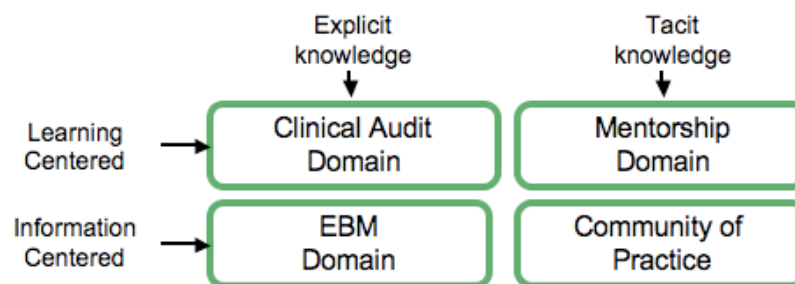 Explicit
knowledge
Tacit
knowledge
Learning
Centered
Clinical Audit
Domain
Mentorship
Domain
Information
Centered
EBM
Domain
Community of
Practice